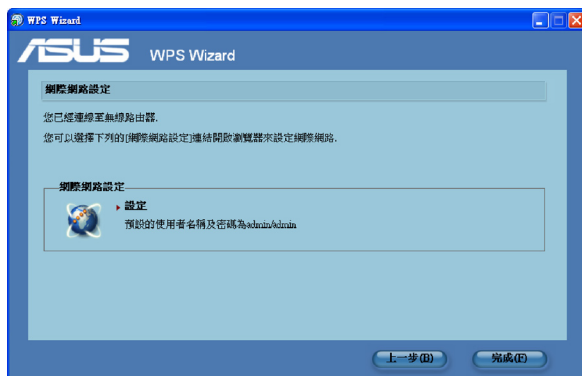 WPS Wizard
ASUS WPS Wizard
網際網路設定
您已經連線至無線路由器.
您可以選擇下列的[網際網路設定]連結開啟瀏覽器來設定網際網路.
網際網路設定
設定
預設的使用者名稱及密碼為admin/admin
上一步(B) 完成(F)